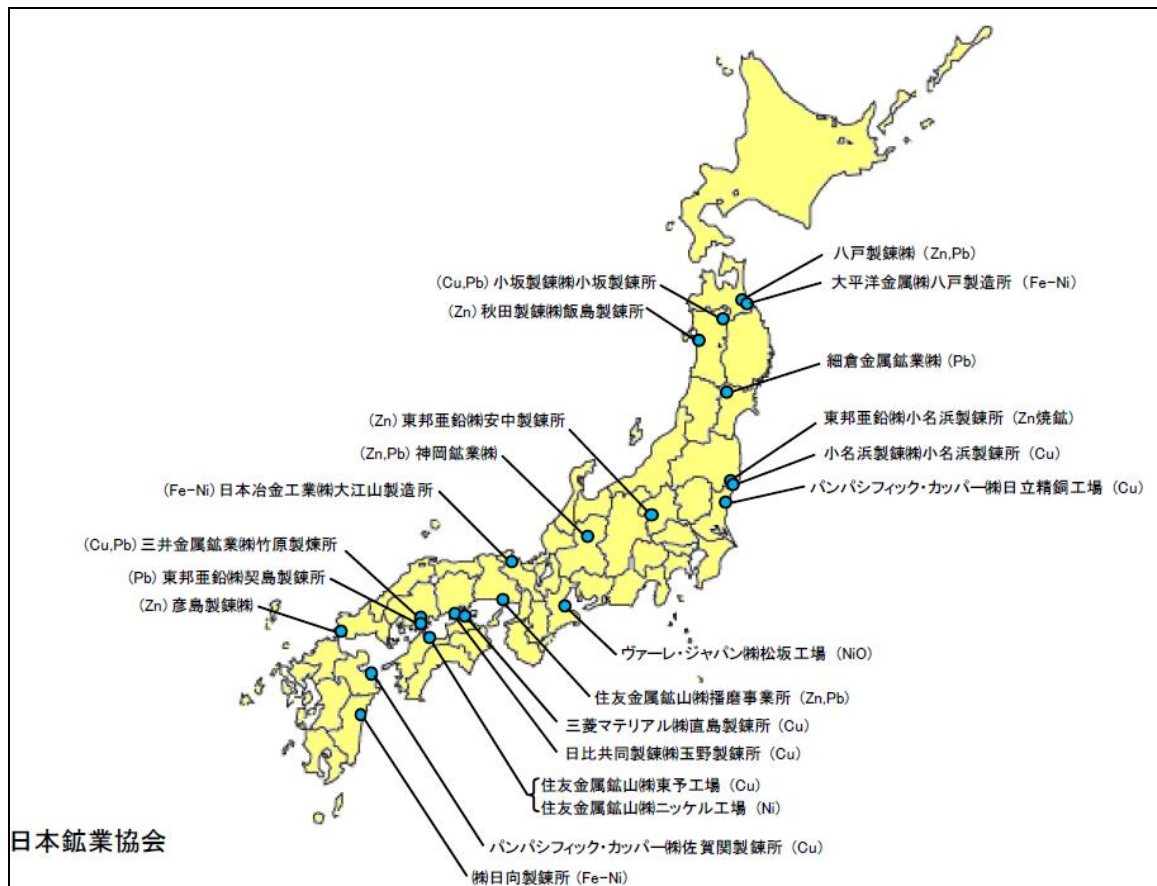 八戸製錬㈱ (Zn,Pb)
(Cu,Pb) 小坂製錬㈱小坂製錬所
大平洋金属㈱八戸製造所 (Fe-Ni)
(Zn) 秋田製錬㈱飯島製錬所
細倉金属鉱業㈱ (Pb)
(Zn) 東邦亜鉛㈱安中製錬所
東邦亜鉛㈱小名浜製錬所 (Zn焼鉱)
(Zn,Pb) 神岡鉱業㈱
小名浜製錬㈱小名浜製錬所 (Cu)
(Fe-Ni) 日本冶金工業㈱大江山製造所
パンパシフィック・カッパー㈱日立精銅工場 (Cu)
(Cu,Pb) 三井金属鉱業㈱竹原製煉所
(Pb) 東邦亜鉛㈱契島製錬所
(Zn) 彦島製錬㈱
ヴァーレ・ジャパン㈱松坂工場 (NiO)
住友金属鉱山㈱播磨事業所 (Zn,Pb)
三菱マテリアル㈱直島製錬所 (Cu)
日比共同製錬㈱玉野製錬所 (Cu)
住友金属鉱山㈱東予工場 (Cu)
住友金属鉱山㈱ニッケル工場 (Ni)
日本鉱業協会
パンパシフィック・カッパー㈱佐賀関製錬所 (Cu)
㈱日向製錬所 (Fe-Ni)